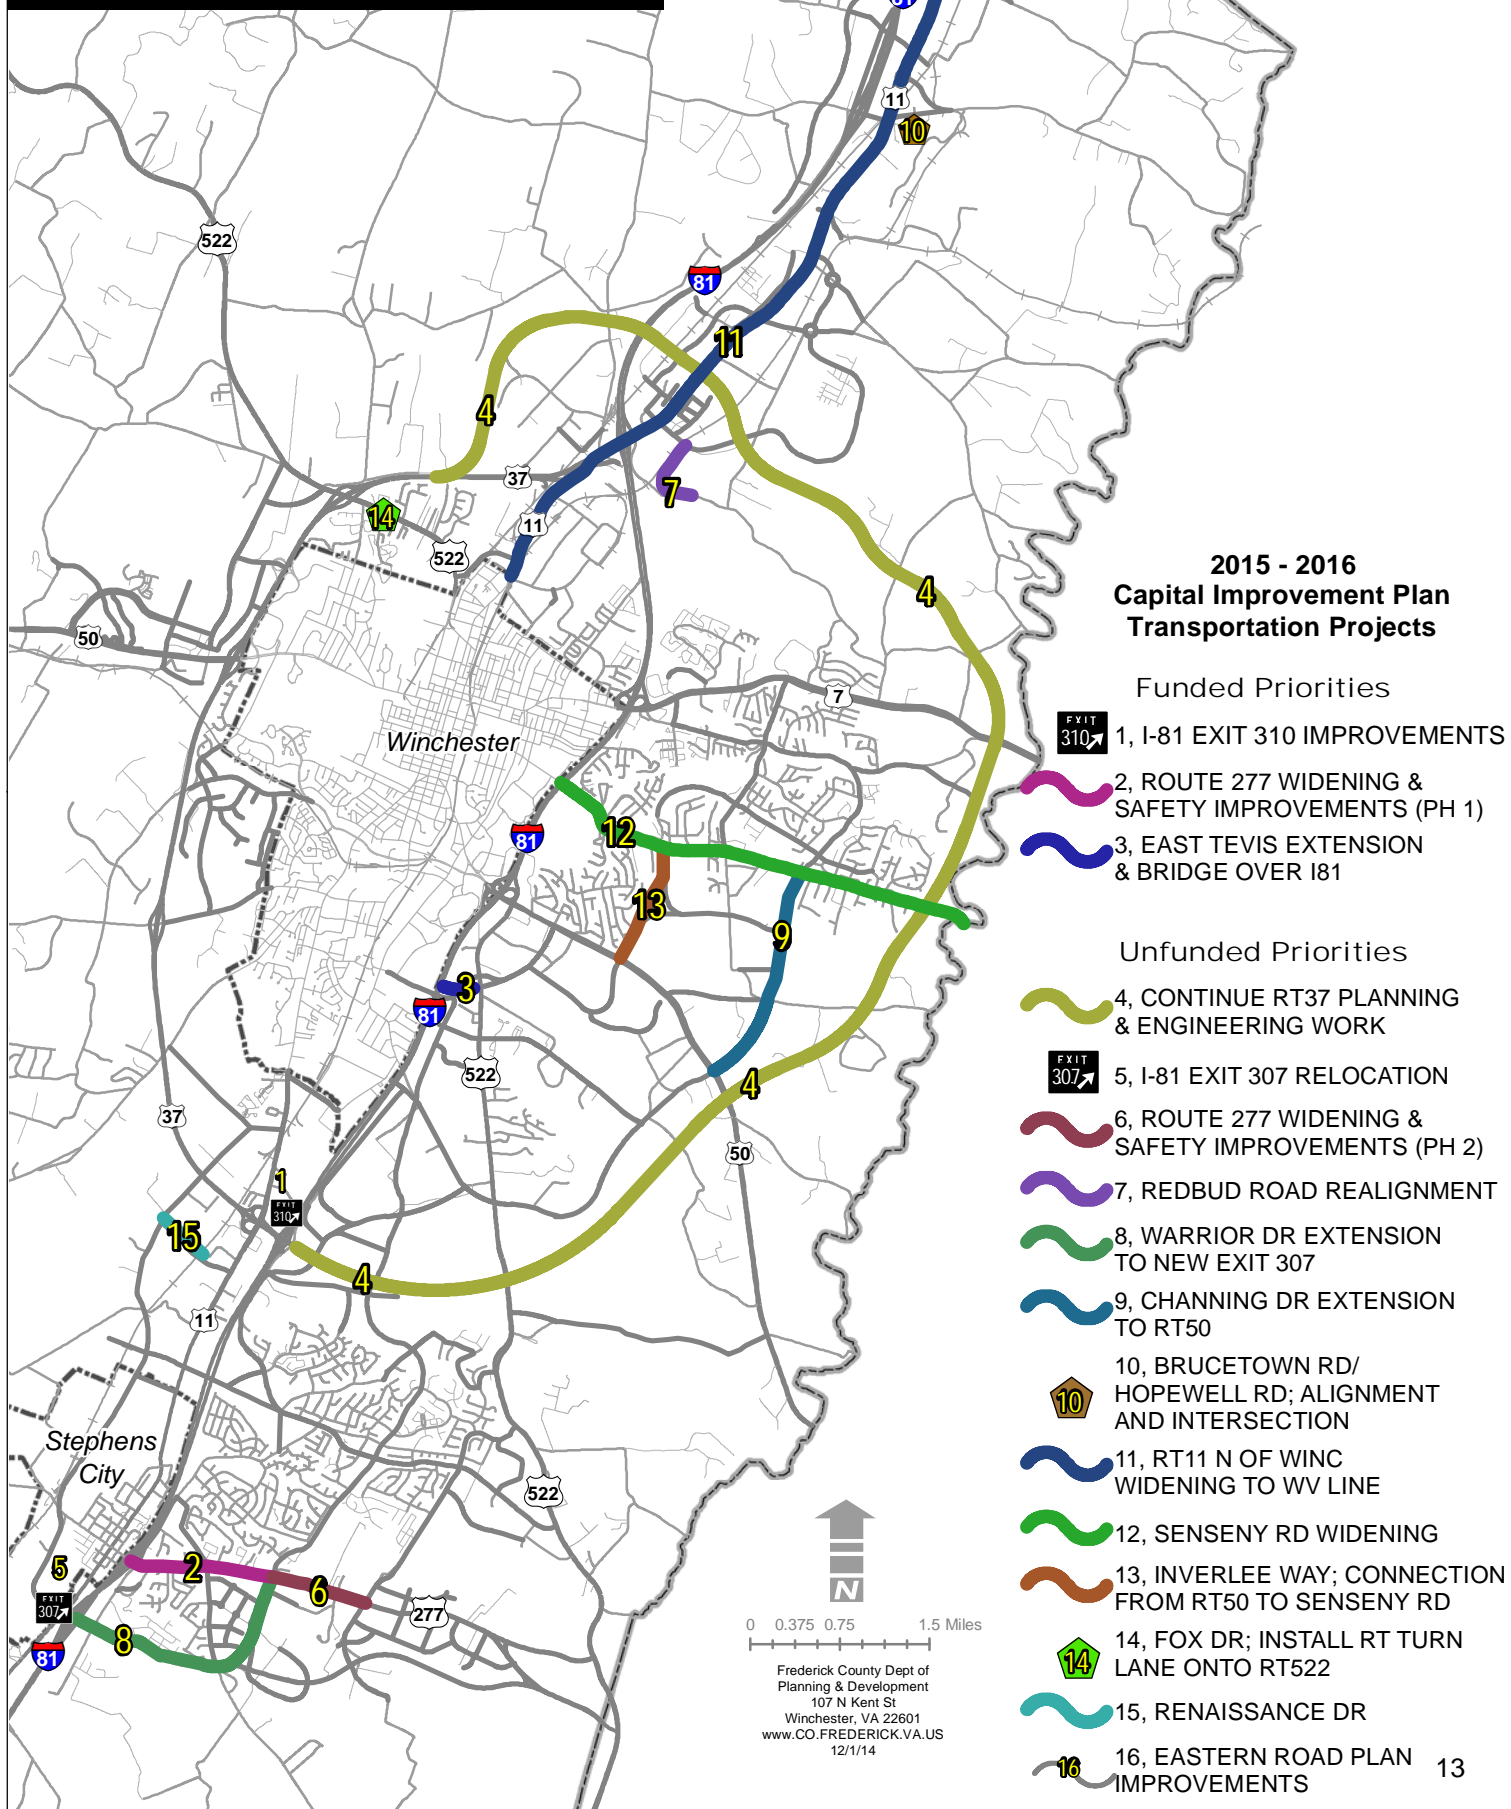 81
11
10
522
81
11
4
37
7
14
11
522
4
50
7
Winchester
12
81
13
9
3
81
522
4
37
50
1
EXIT
310
15
4
11
Stephens
City
522
5
2
6
EXIT
307
277
8
81
2015 - 2016
Capital Improvement Plan
Transportation Projects
Funded Priorities
EXIT
310
1, I-81 EXIT 310 IMPROVEMENTS
2, ROUTE 277 WIDENING &
SAFETY IMPROVEMENTS (PH 1)
3, EAST TEVIS EXTENSION
& BRIDGE OVER I81
Unfunded Priorities
4, CONTINUE RT37 PLANNING
& ENGINEERING WORK
EXIT
307
5, I-81 EXIT 307 RELOCATION
6, ROUTE 277 WIDENING &
SAFETY IMPROVEMENTS (PH 2)
7, REDBUD ROAD REALIGNMENT
8, WARRIOR DR EXTENSION
TO NEW EXIT 307
9, CHANNING DR EXTENSION
TO RT50
10, BRUCETOWN RD/
10 HOPEWELL RD; ALIGNMENT
AND INTERSECTION
11, RT11 N OF WINC
WIDENING TO WV LINE
12, SENSENY RD WIDENING
13, INVERLEE WAY; CONNECTION
FROM RT50 TO SENSENY RD
14, FOX DR; INSTALL RT TURN
14 LANE ONTO RT522
15, RENAISSANCE DR
16 16, EASTERN ROAD PLAN
IMPROVEMENTS
13
N
0 0.375 0.75 1.5 Miles
Frederick County Dept of
Planning & Development
107 N Kent St
Winchester, VA 22601
www.CO.FREDERICK.VA.US
12/1/14